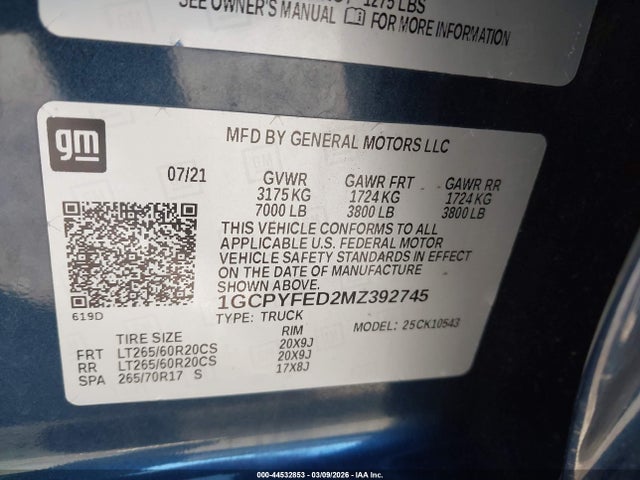 1275 LBS
SEE OWNER'S MANUAL FOR MORE INFORMATION
gm
MFD BY GENERAL MOTORS LLC
07/21 GVWR GAWR FRT GAWR RR
3175 KG 1724 KG 1724 KG
7000 LB 3800 LB 3800 LB
THIS VEHICLE CONFORMS TO ALL
APPLICABLE U.S. FEDERAL MOTOR
VEHICLE SAFETY STANDARDS IN EFFECT
ON THE DATE OF MANUFACTURE
SHOWN ABOVE.
1GCPYFED2MZ392745
619D
TYPE: TRUCK MODEL: 25CK10543
TIRE SIZE RIM
FRT LT265/60R20CS 20X9J
RR LT265/60R20CS 20X9J
SPA 265/70R17 S 17X8J
000-44532853 | 03/09/2026 - IAA Inc.